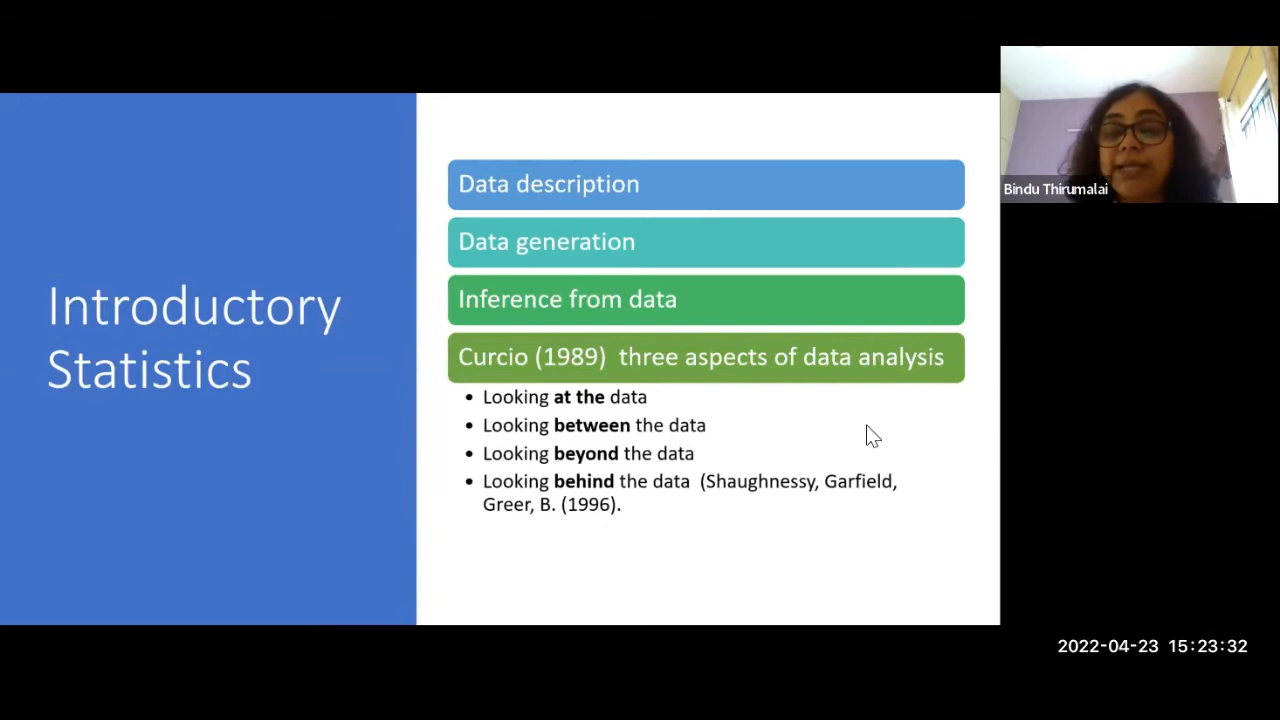 Introductory
Statistics
Data description
Data generation
Inference from data
Curcio (1989)  three aspects of data analysis
• Looking at the data
• Looking between the data
• Looking beyond the data
• Looking behind the data  (Shaughnessy, Garfield,
Greer, B. (1996).
Bindu Thirumalai
2022-04-23  15:23:32